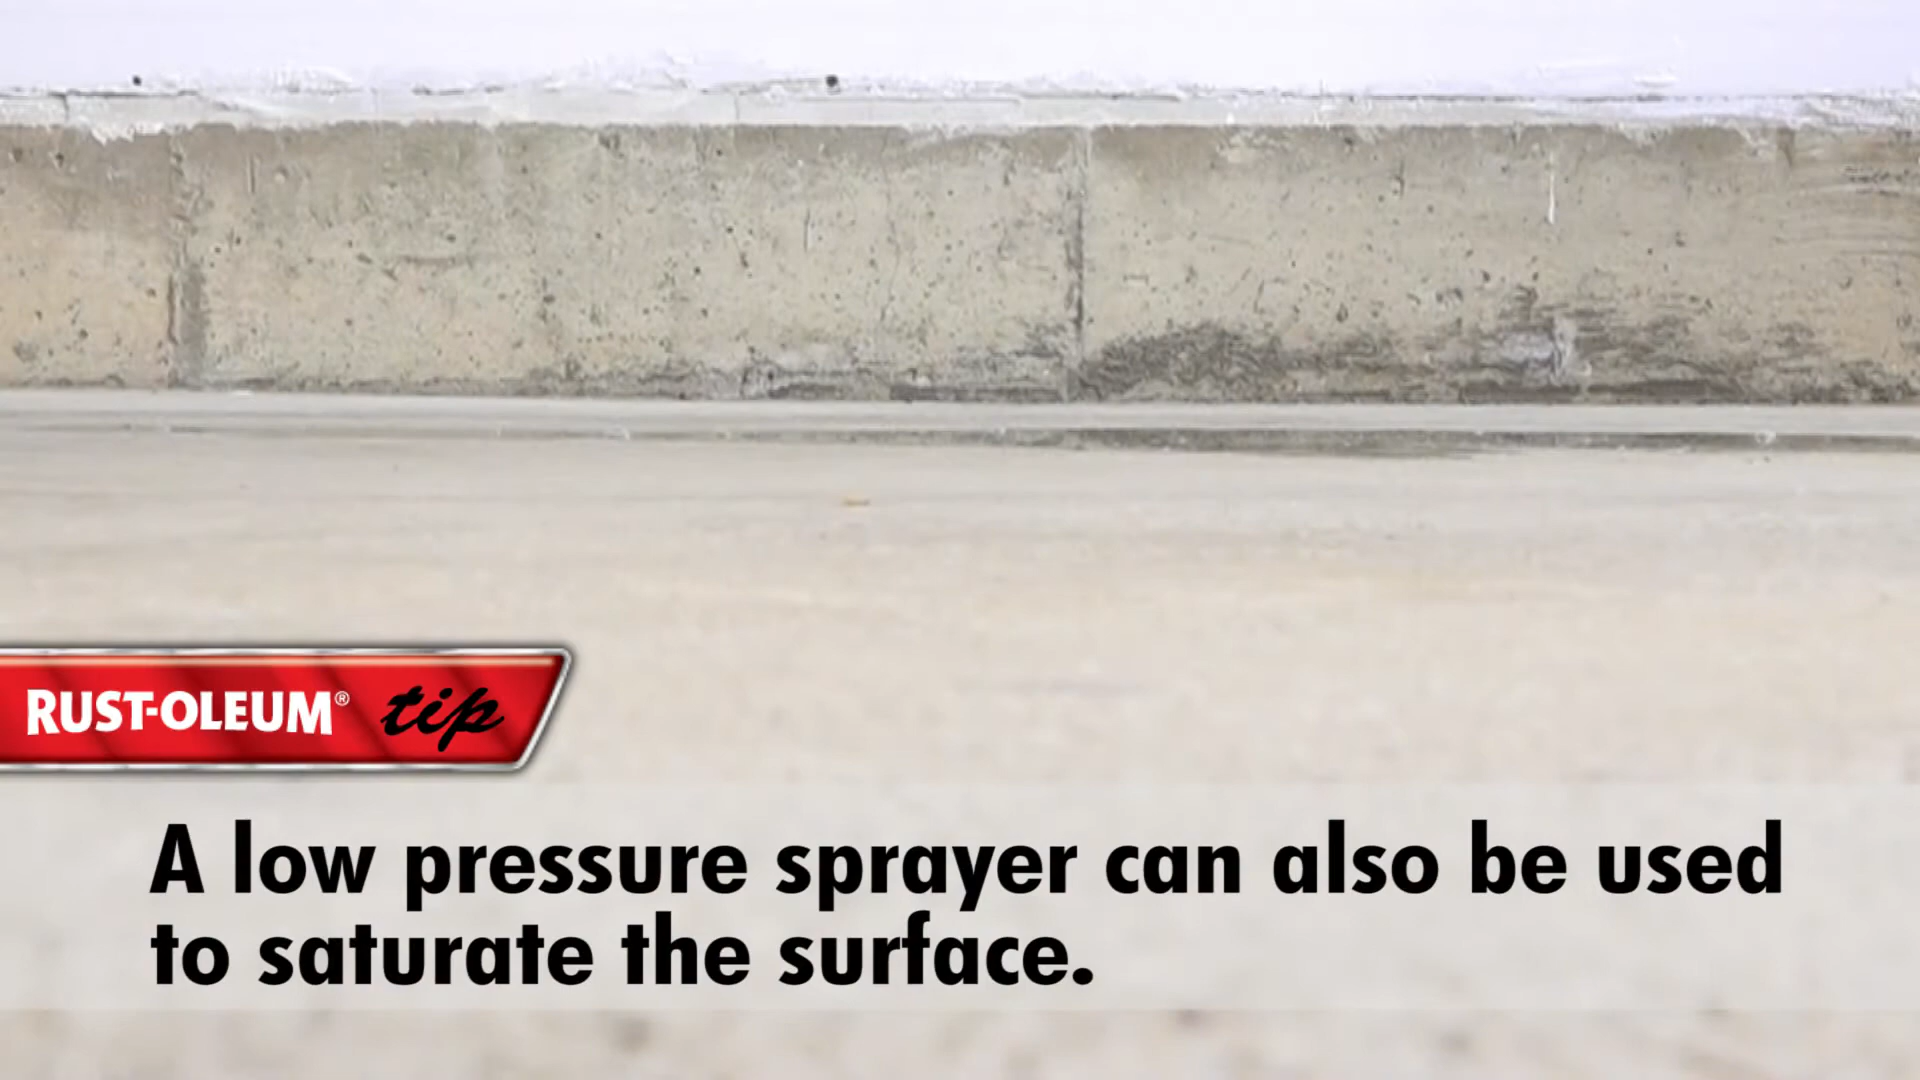 RUST-OLEUM® tip
A low pressure sprayer can also be used
to saturate the surface.